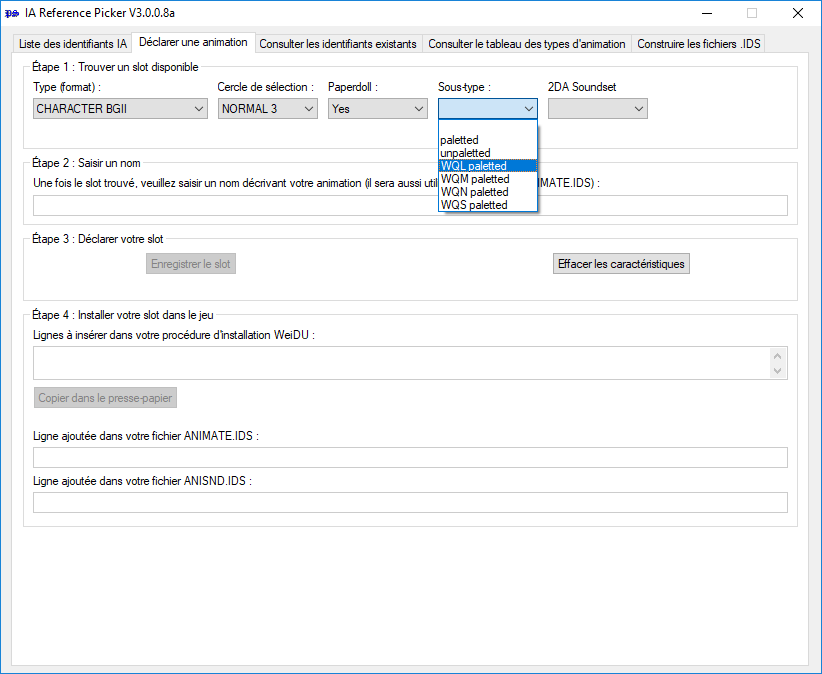 IA Reference Picker V3.0.0.8a
Liste des identifiants IA Déclarer une animation Consulter les identifiants existants Consulter le tableau des types d'animation Construire les fichiers .IDS
Étape 1 : Trouver un slot disponible
Type (format) : Cercle de sélection : Paperdoll : Sous-type : 2DA Soundset
CHARACTER BGII NORMAL 3 Yes
paletted
unpaletted
WQL paletted
WQM paletted
WQN paletted
WQS paletted
Étape 2 : Saisir un nom
Une fois le slot trouvé, veuillez saisir un nom décrivant votre animation (il sera aussi util IMATE.IDS) :
Étape 3 : Déclarer votre slot
Enregistrer le slot Effacer les caractéristiques
Étape 4 : Installer votre slot dans le jeu
Lignes à insérer dans votre procédure d'installation WeiDU :
Copier dans le presse-papier
Ligne ajoutée dans votre fichier ANIMATE.IDS :
Ligne ajoutée dans votre fichier ANISND.IDS :